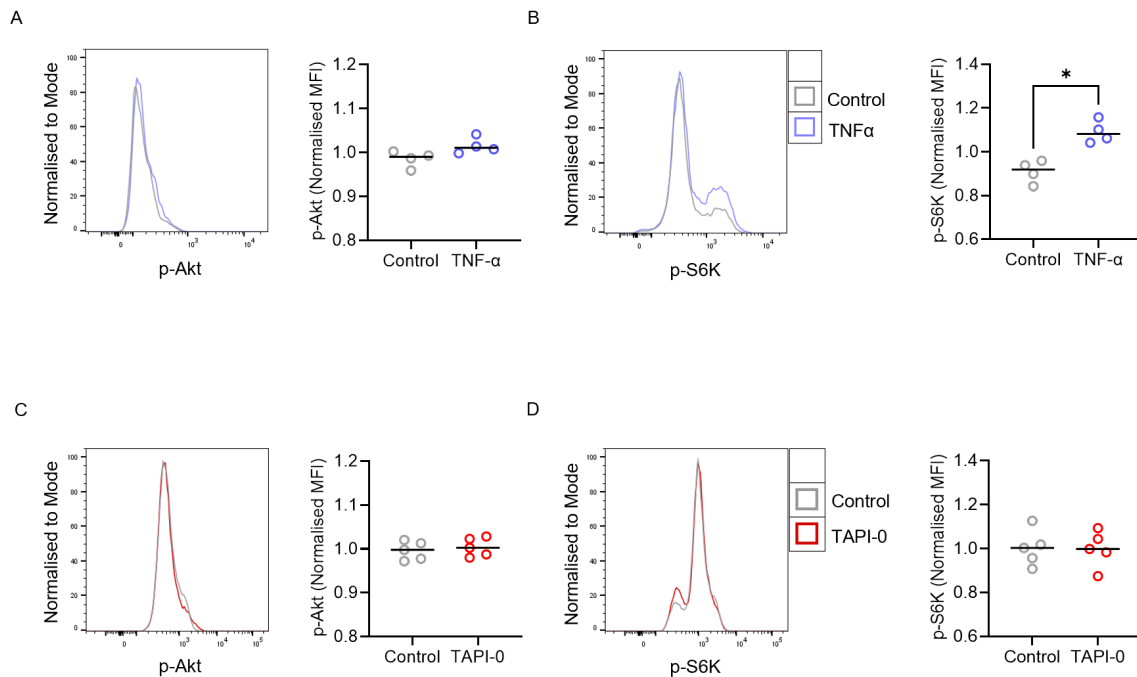 A
B
Normalised to Mode
100
80
60
40
20
0
0
10³
10⁴
p-Akt
p-Akt (Normalised MFI)
1.2
1.1
1.0
0.9
0.8
Control TNF-α
Normalised to Mode
100
80
60
40
20
0
0
10³
10⁴
p-S6K
Control
TNFα
p-S6K (Normalised MFI)
1.4
1.2
1.0
0.8
0.6
*
Control TNF-α
C
D
Normalised to Mode
100
80
60
40
20
0
0
10³
10⁴
10⁵
p-Akt
p-Akt (Normalised MFI)
1.2
1.1
1.0
0.9
0.8
Control TAPI-0
Normalised to Mode
100
80
60
40
20
0
0
10³
10⁴
10⁵
p-S6K
Control
TAPI-0
p-S6K (Normalised MFI)
1.4
1.2
1.0
0.8
0.6
Control TAPI-0